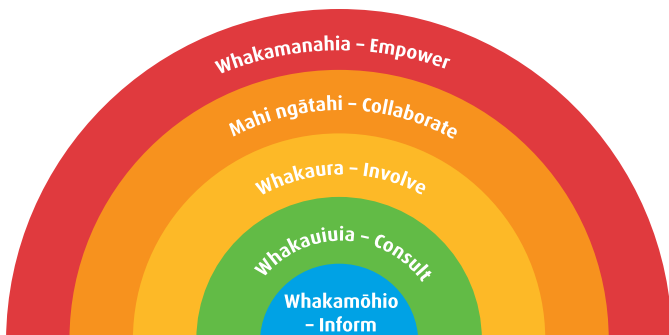 Whakamanahia – Empower
Mahi ngātahi – Collaborate
Whakaura – Involve
Whakauiuia – Consult
Whakamōhio
– Inform